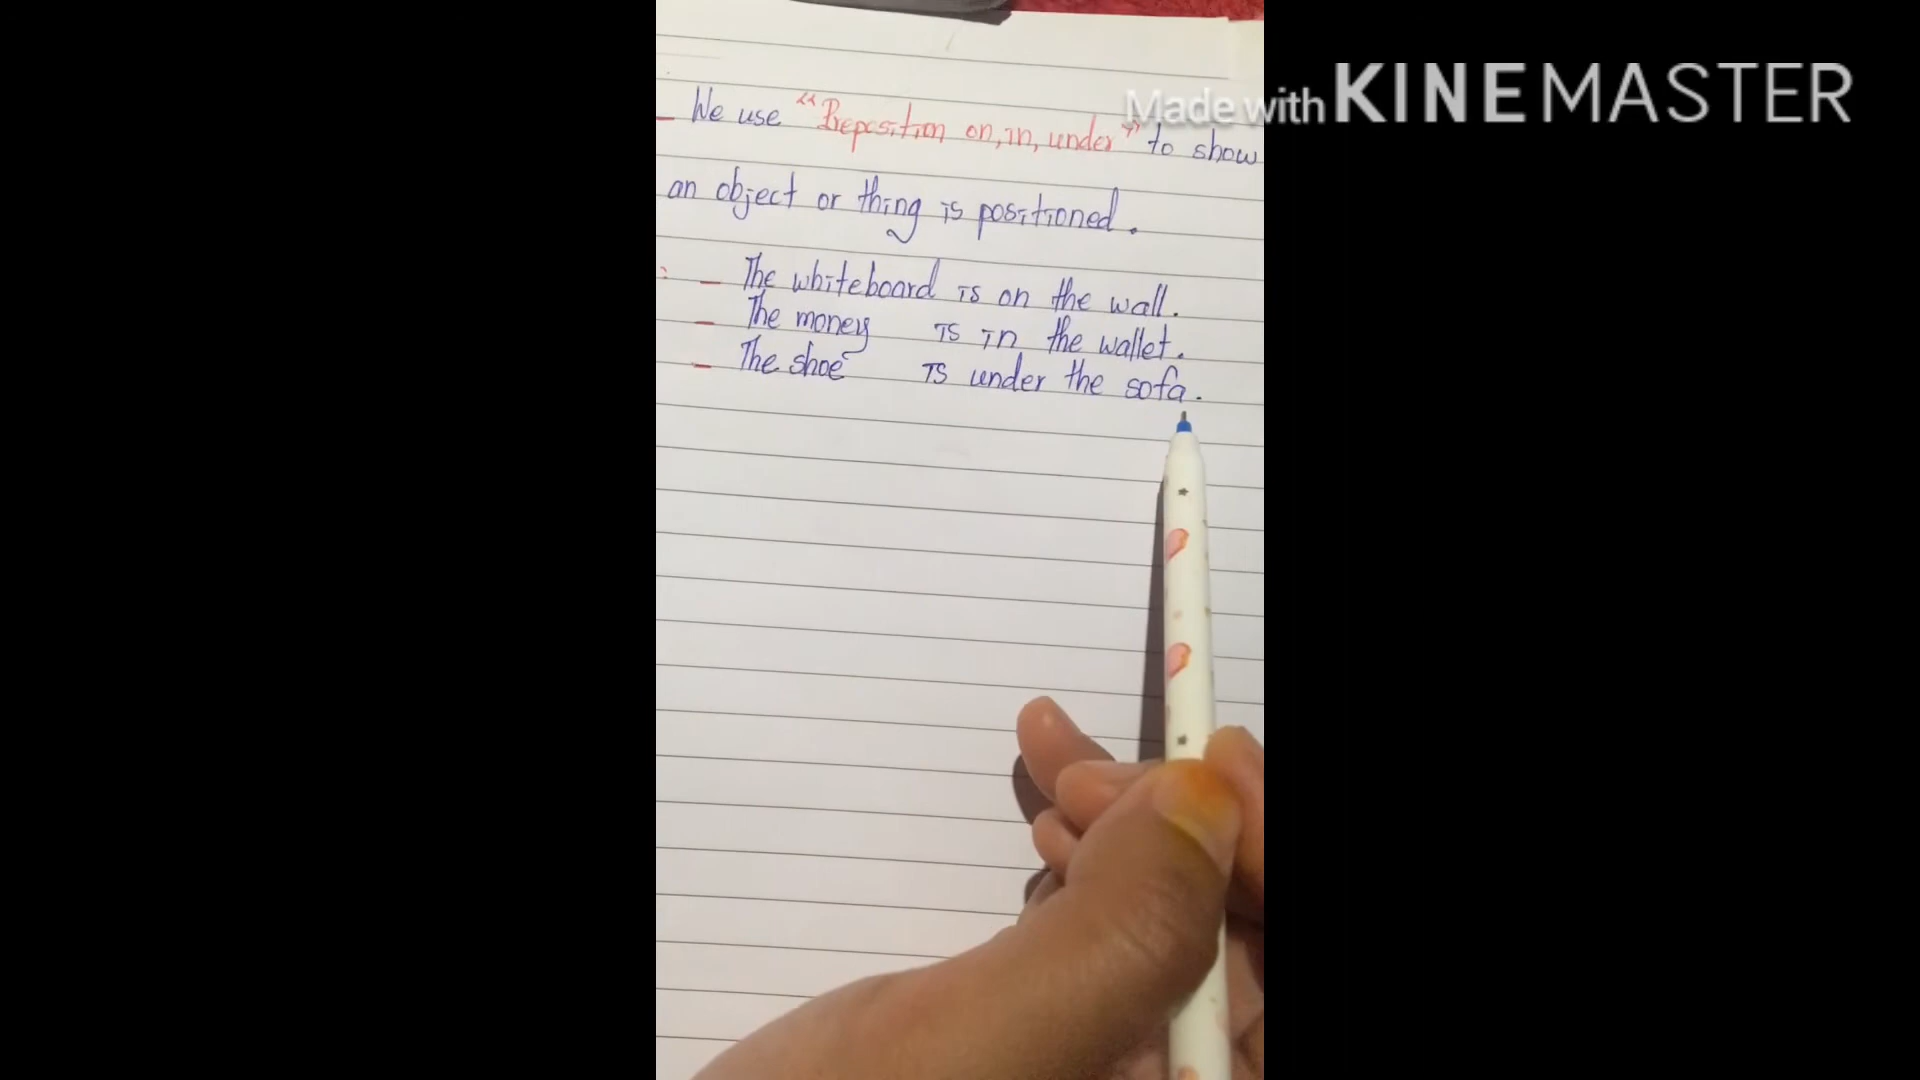 Made with KINEMASTER
_ We use "Preposition on, in, under" to show
an object or thing is positioned.
: _ The whiteboard is on the wall.
_ The money is in the wallet.
_ The shoe is under the sofa.